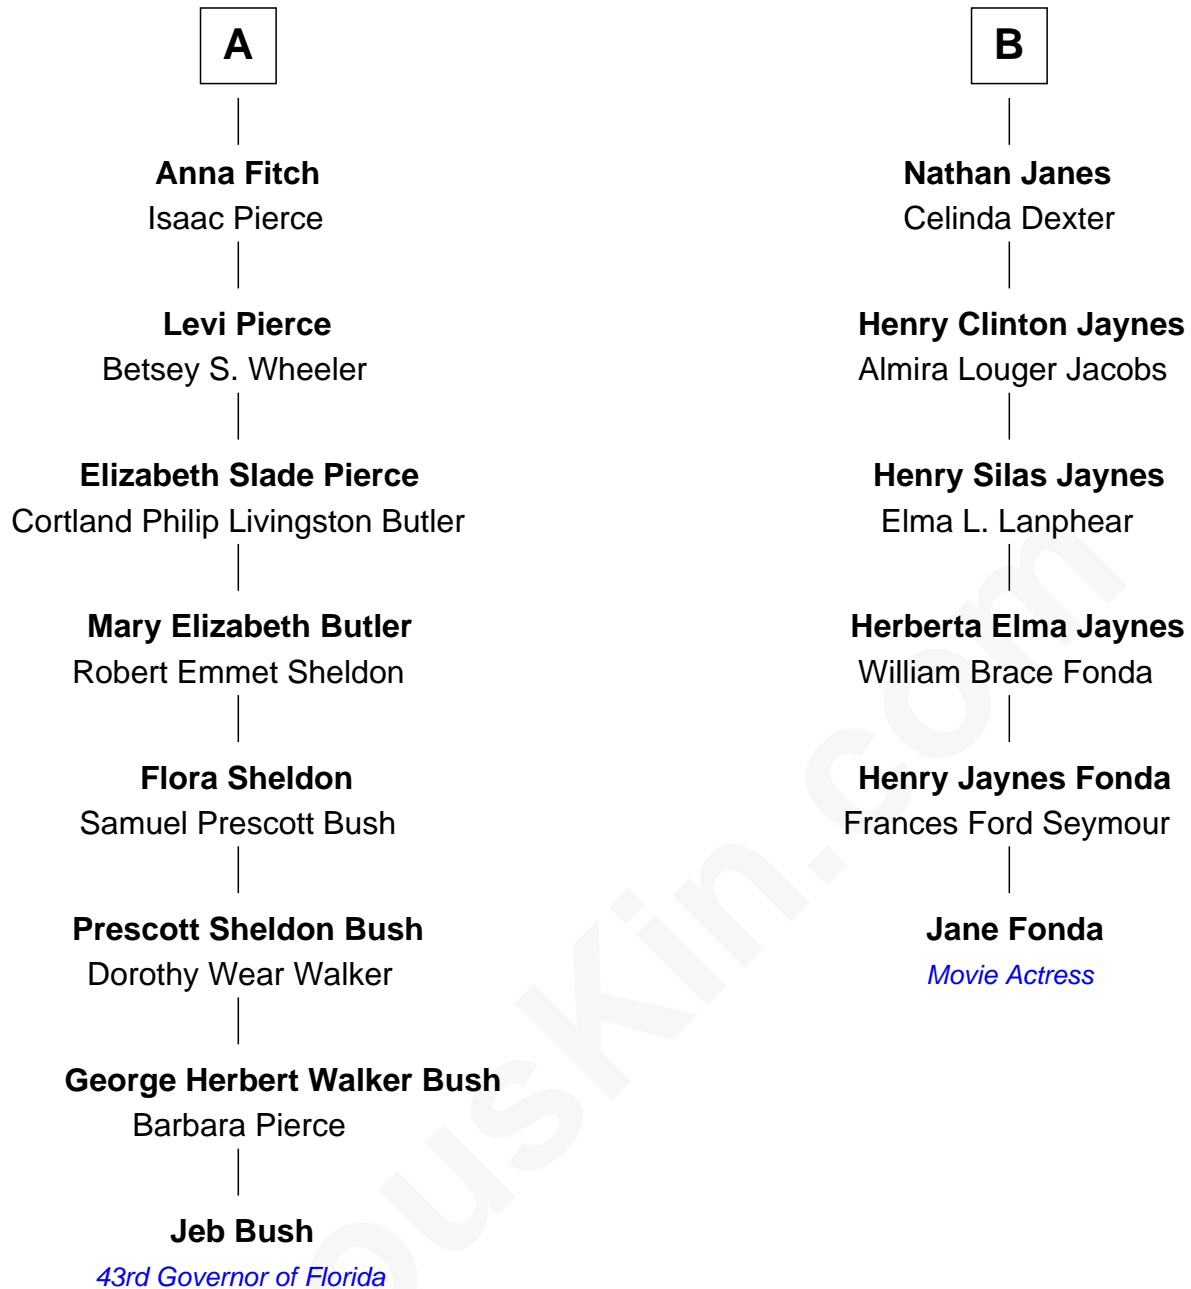 A
Anna Fitch
Isaac Pierce
Levi Pierce
Betsey S. Wheeler
Elizabeth Slade Pierce
Cortland Philip Livingston Butler
Mary Elizabeth Butler
Robert Emmet Sheldon
Flora Sheldon
Samuel Prescott Bush
Prescott Sheldon Bush
Dorothy Wear Walker
George Herbert Walker Bush
Barbara Pierce
Jeb Bush
43rd Governor of Florida
B
Nathan Janes
Celinda Dexter
Henry Clinton Jaynes
Almira Louger Jacobs
Henry Silas Jaynes
Elma L. Lanphear
Herberta Elma Jaynes
William Brace Fonda
Henry Jaynes Fonda
Frances Ford Seymour
Jane Fonda
Movie Actress
ousKin.com